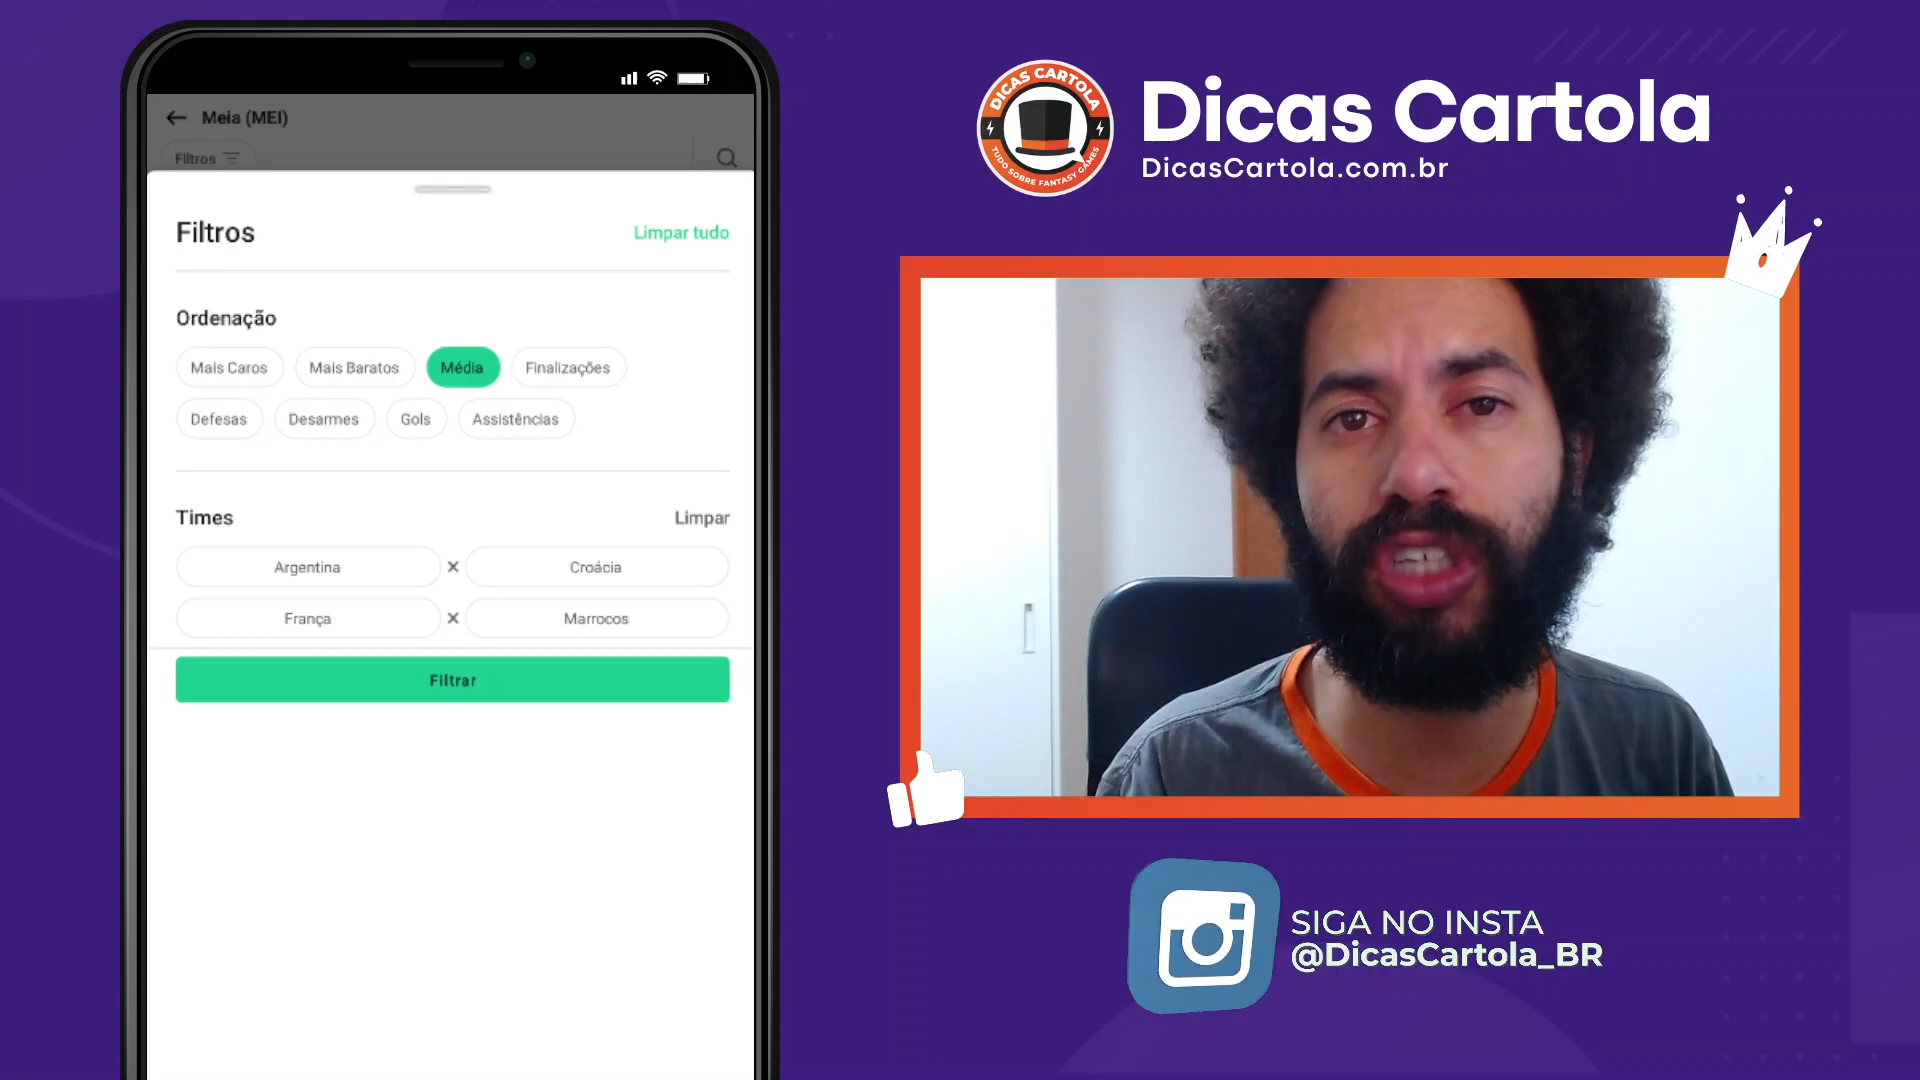 Meia (MEI)
Filtros
Filtros
Limpar tudo
Ordenação
Mais Caros
Mais Baratos
Média
Finalizações
Defesas
Desarmes
Gols
Assistências
Times
Limpar
Argentina
X
Croácia
França
X
Marrocos
Filtrar
DICAS CARTOLA
TUDO SOBRE FANTASY GAMES
Dicas Cartola
DicasCartola.com.br
SIGA NO INSTA
@DicasCartola_BR